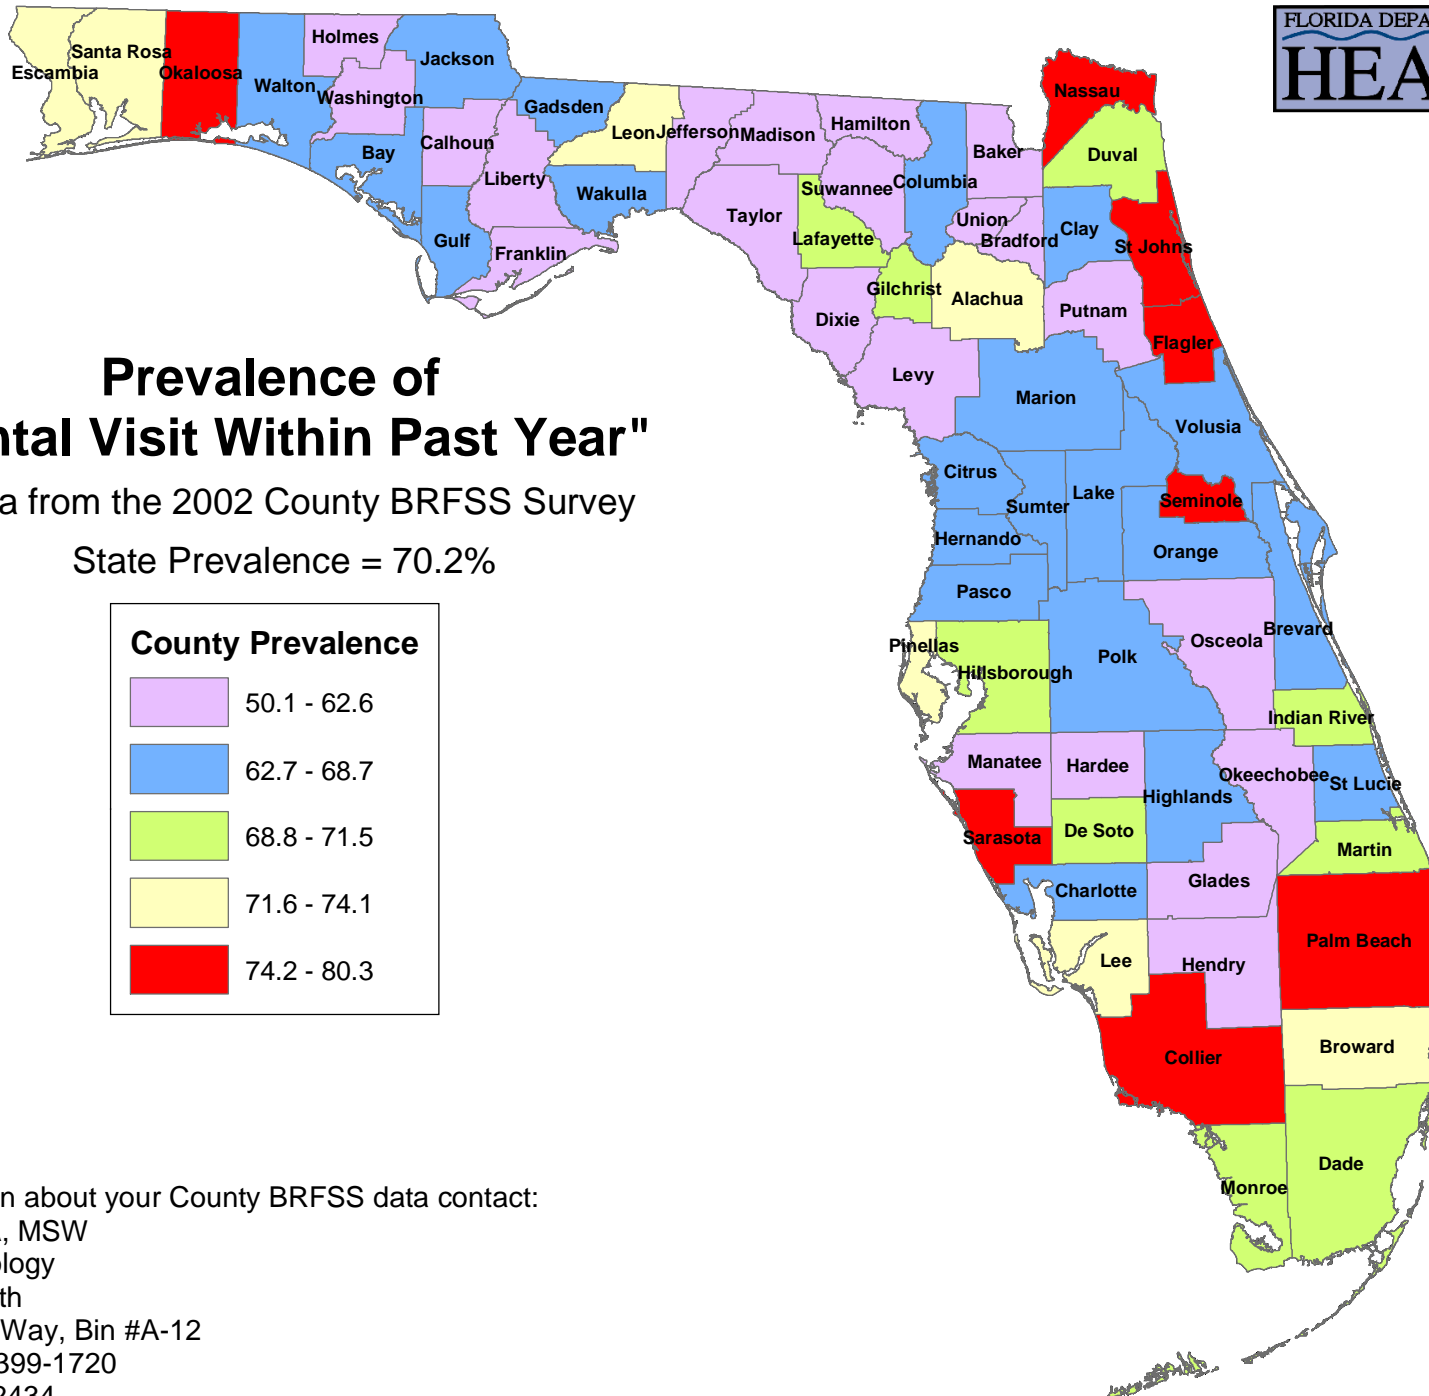 FLORIDA DEPA
HEA
Holmes
Jackson
Santa Rosa
Escambia
Okaloosa
Walton
Washington
Gadsden
Nassau
Leon
Jefferson
Madison
Hamilton
Calhoun
Bay
Baker
Duval
Liberty
Wakulla
Suwannee
Columbia
Taylor
Union
Clay
Gulf
Lafayette
Bradford
St Johns
Franklin
Gilchrist
Alachua
Dixie
Putnam
Flagler
Levy
Marion
Volusia
Citrus
Sumter
Lake
Seminole
Hernando
Orange
Pasco
Brevard
Pinellas
Osceola
Polk
Hillsborough
Indian River
Manatee
Hardee
Okeechobee
St Lucie
Highlands
Sarasota
De Soto
Martin
Charlotte
Glades
Palm Beach
Lee
Hendry
Collier
Broward
Dade
Monroe
Prevalence of
ntal Visit Within Past Year"
a from the 2002 County BRFSS Survey
State Prevalence = 70.2%
County Prevalence
50.1 - 62.6
62.7 - 68.7
68.8 - 71.5
71.6 - 74.1
74.2 - 80.3
n about your County BRFSS data contact:
, MSW
ology
th
Way, Bin #A-12
399-1720
2434